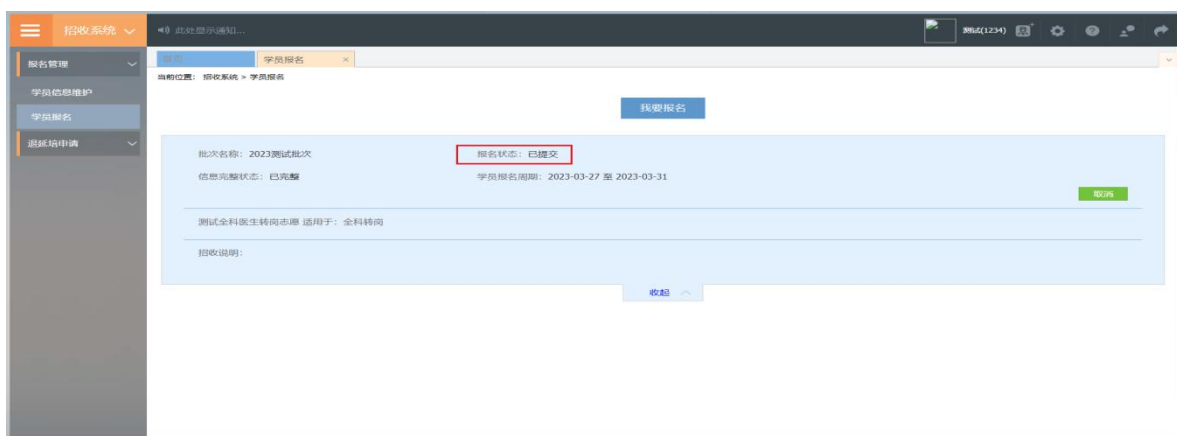 招收系统
此处显示通知...
测试(1234)
报名管理
首页
学员报名 ×
当前位置： 招收系统 > 学员报名
学员信息维护
我要报名
学员报名
退延培申请
批次名称： 2023测试批次
报名状态： 已提交
信息完整状态： 已完整
学员报名周期： 2023-03-27 至 2023-03-31
取消
测试全科医生转岗志愿 适用于： 全科转岗
招收说明：
收起